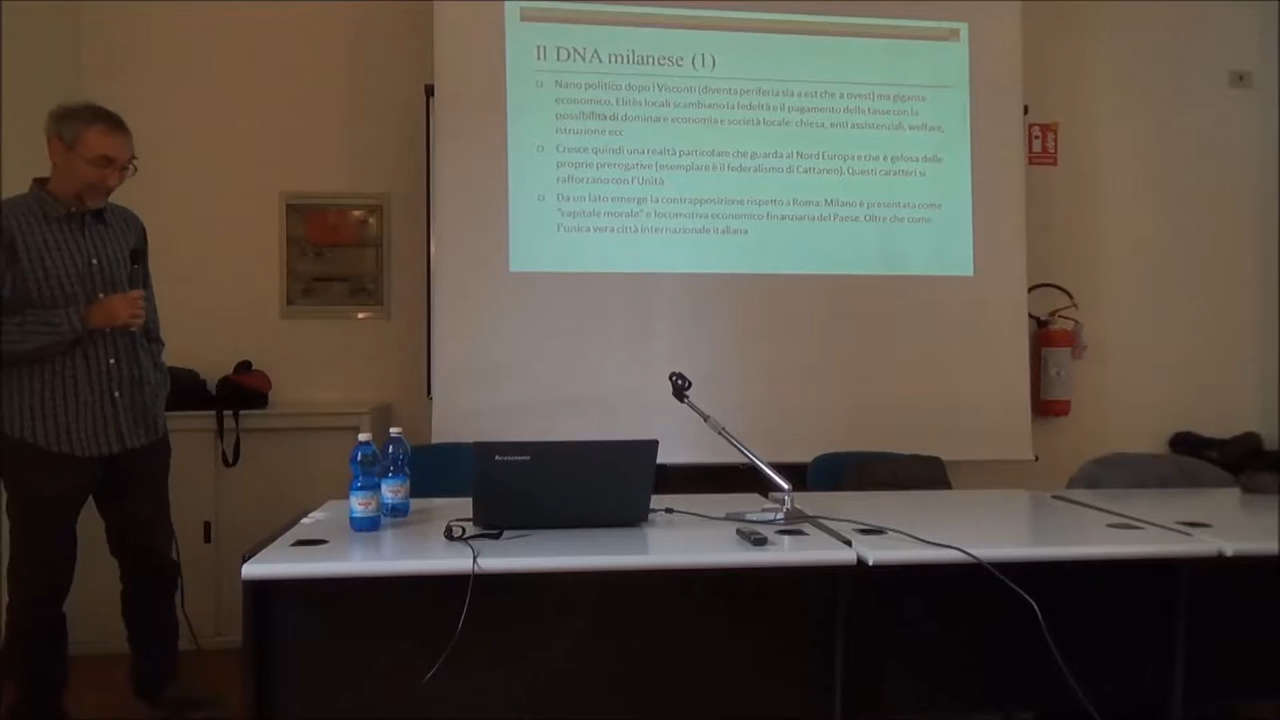 Il DNA milanese (1)
Nano politico dopo i Visconti (diventa periferia sia a est che a ovest) ma gigante
economico. Elitès locali scambiano la fedeltà e il pagamento delle tasse con la
possibilità di dominare economia e società locale: chiesa, enti assistenziali, welfare,
istruzione ecc
Cresce quindi una realtà particolare che guarda al Nord Europa e che è gelosa delle
proprie prerogative (esemplare è il federalismo di Cattaneo). Questi caratteri si
rafforzano con l'Unità
Da un lato emerge la contrapposizione rispetto a Roma: Milano è presentata come
"capitale morale" e locomotiva economico-finanziaria del Paese. Oltre che come
l'unica vera città internazionale italiana
lenovo